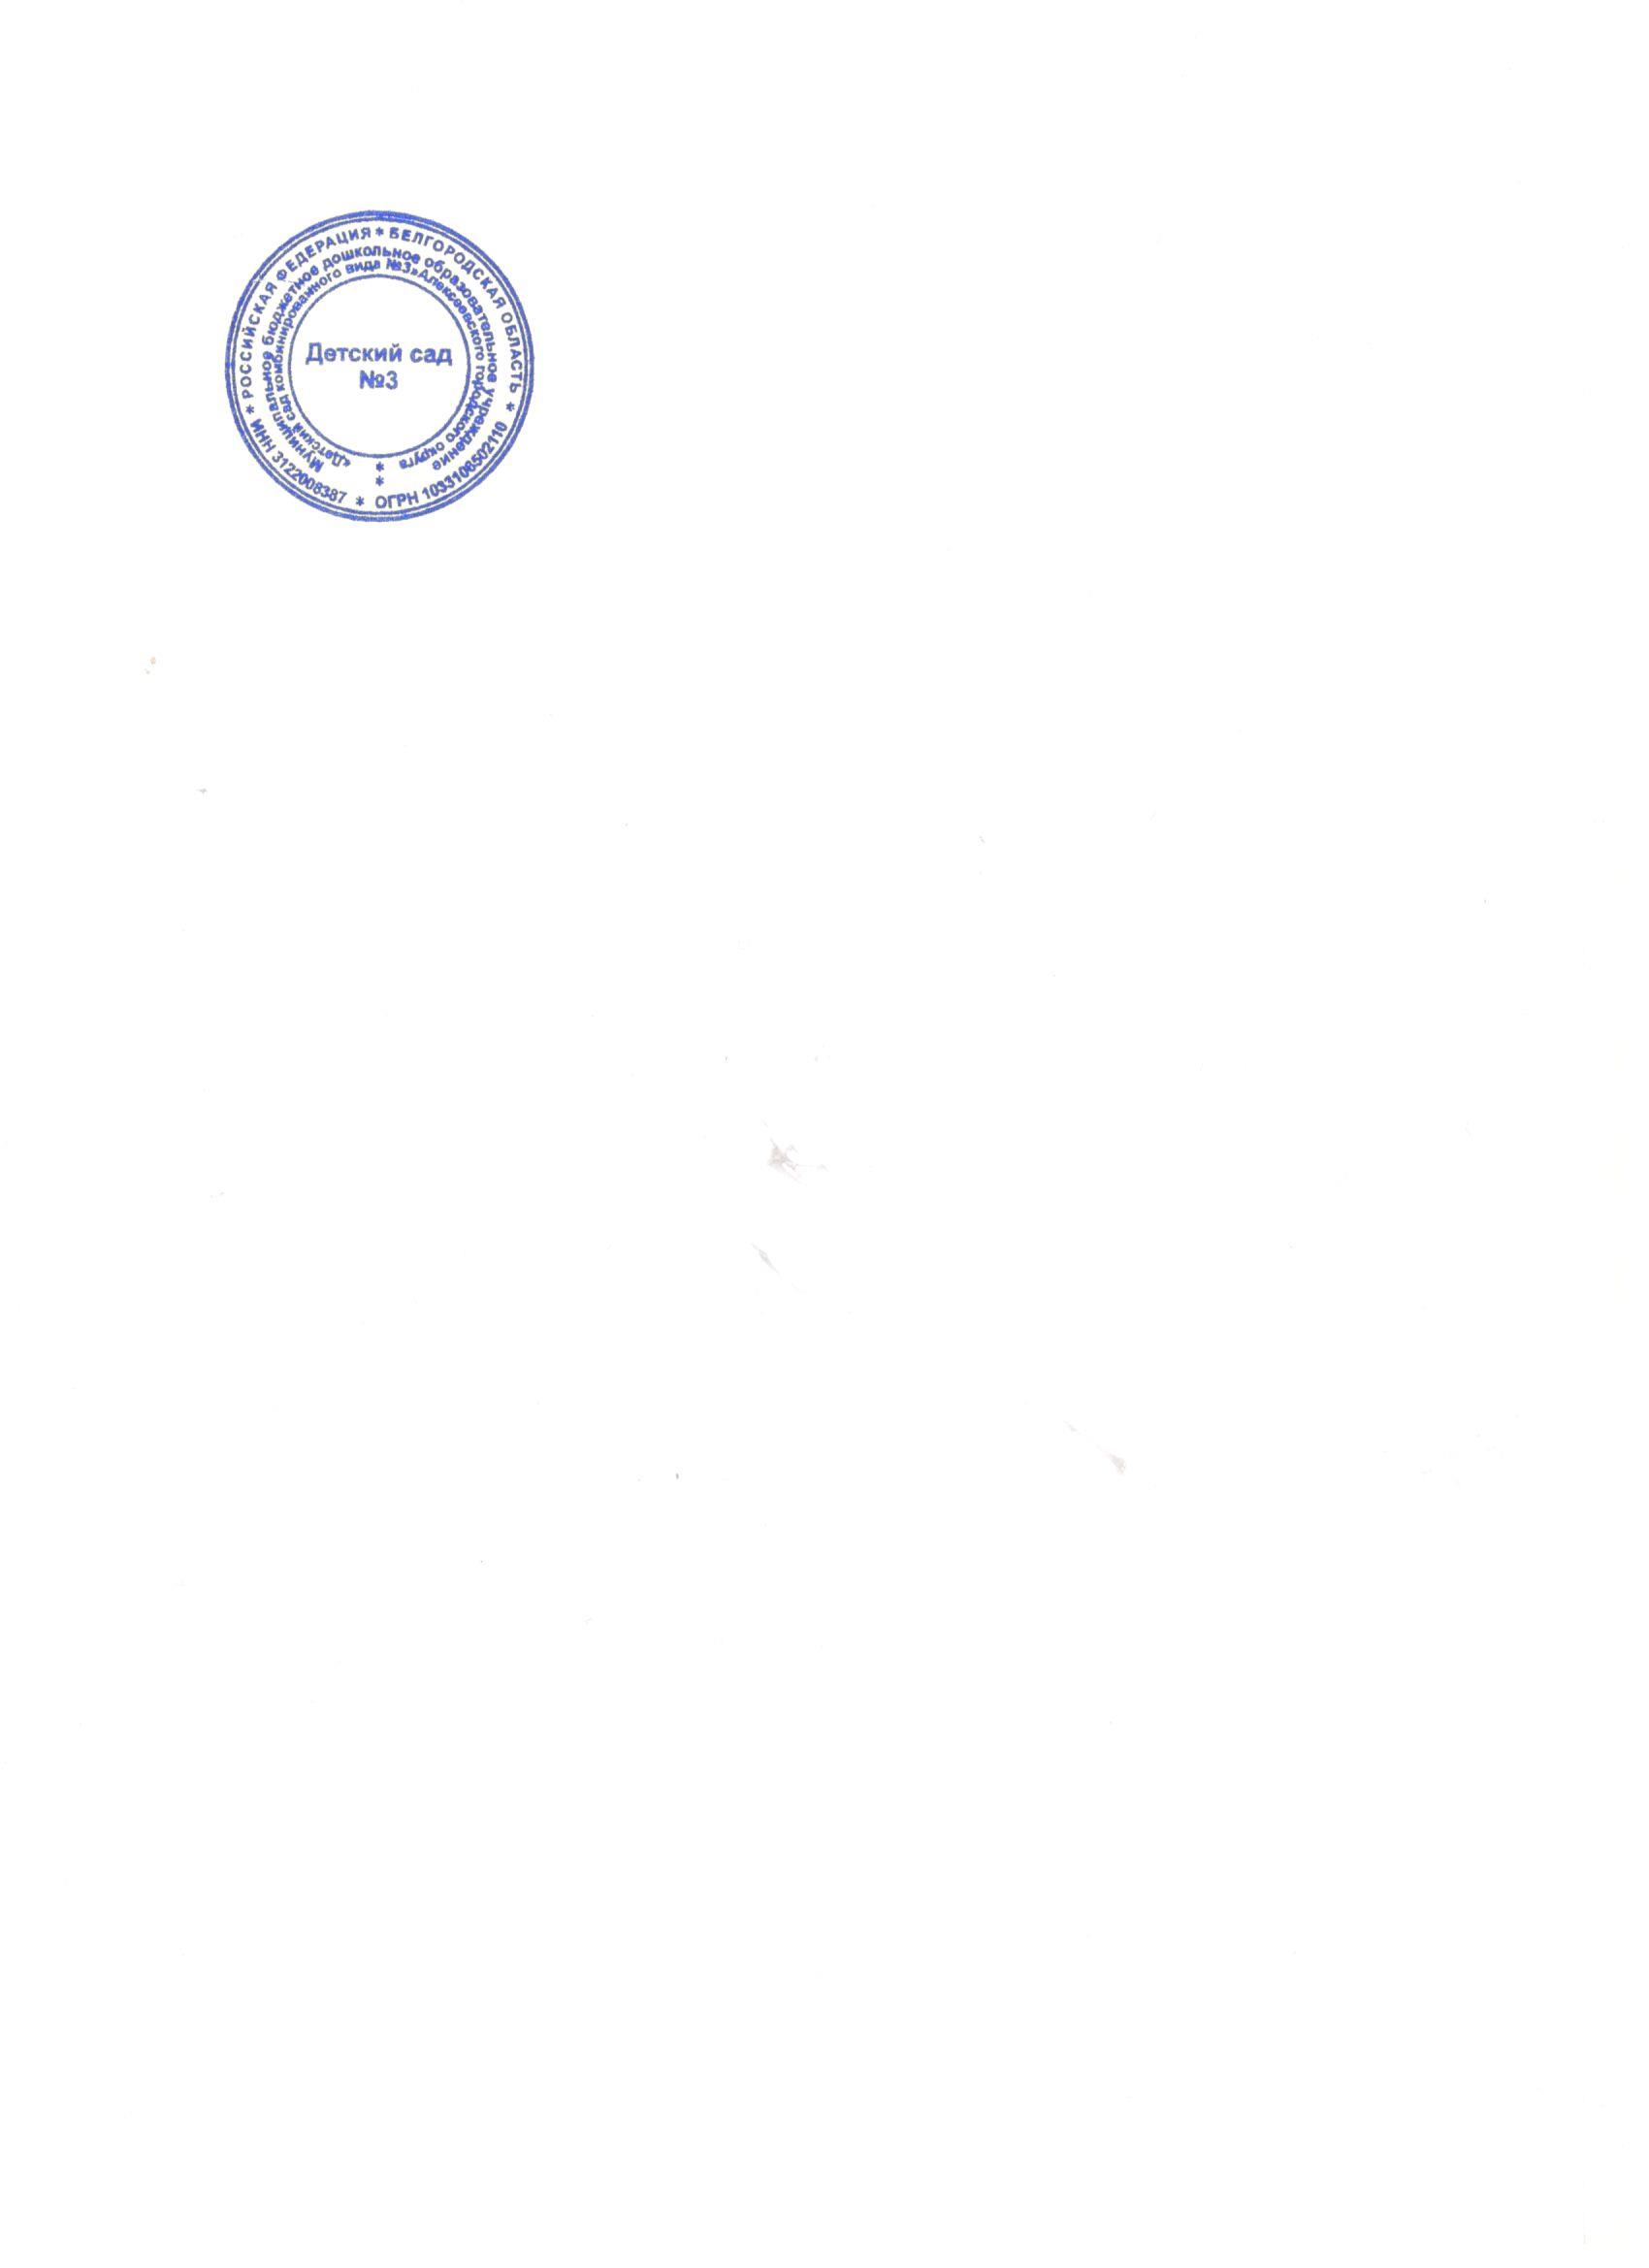 РОССИЙСКАЯ ФЕДЕРАЦИЯ * БЕЛГОРОДСКАЯ ОБЛАСТЬ *
ОГРН 1033106502110 * ИНН 3122008387 *
Муниципальное бюджетное дошкольное образовательное учреждение *
«Детский сад комбинированного вида №3» Алексеевского городского округа *
Детский сад
№3